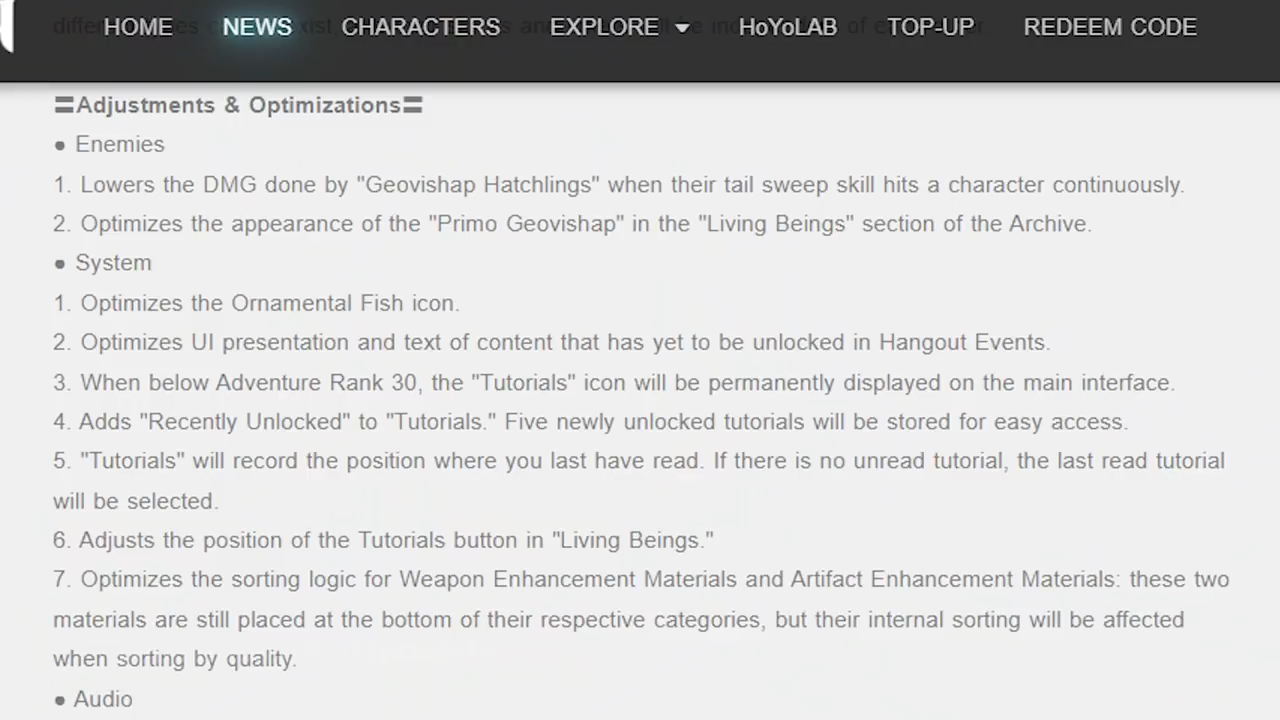 HOME NEWS CHARACTERS EXPLORE HoYoLAB TOP-UP REDEEM CODE
〓Adjustments & Optimizations〓
● Enemies
1. Lowers the DMG done by "Geovishap Hatchlings" when their tail sweep skill hits a character continuously.
2. Optimizes the appearance of the "Primo Geovishap" in the "Living Beings" section of the Archive.
● System
1. Optimizes the Ornamental Fish icon.
2. Optimizes UI presentation and text of content that has yet to be unlocked in Hangout Events.
3. When below Adventure Rank 30, the "Tutorials" icon will be permanently displayed on the main interface.
4. Adds "Recently Unlocked" to "Tutorials." Five newly unlocked tutorials will be stored for easy access.
5. "Tutorials" will record the position where you last have read. If there is no unread tutorial, the last read tutorial
will be selected.
6. Adjusts the position of the Tutorials button in "Living Beings."
7. Optimizes the sorting logic for Weapon Enhancement Materials and Artifact Enhancement Materials: these two
materials are still placed at the bottom of their respective categories, but their internal sorting will be affected
when sorting by quality.
● Audio